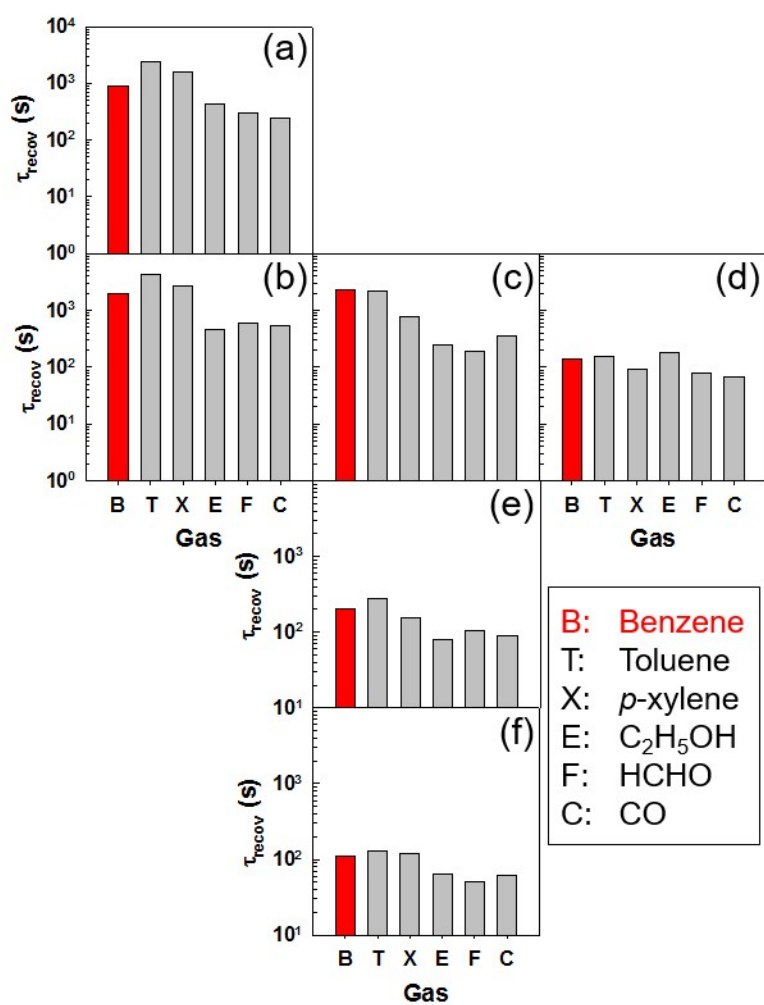 (a)
10⁴
10³
10²
10¹
10⁰
τrecov (s)
(b)
(c)
(d)
10³
10²
10¹
10⁰
τrecov (s)
B T X E F C
Gas
B T X E F C
Gas
(e)
10³
10²
10¹
τrecov (s)
B: Benzene
T: Toluene
X: p-xylene
E: C₂H₅OH
F: HCHO
C: CO
(f)
10³
10²
10¹
τrecov (s)
B T X E F C
Gas